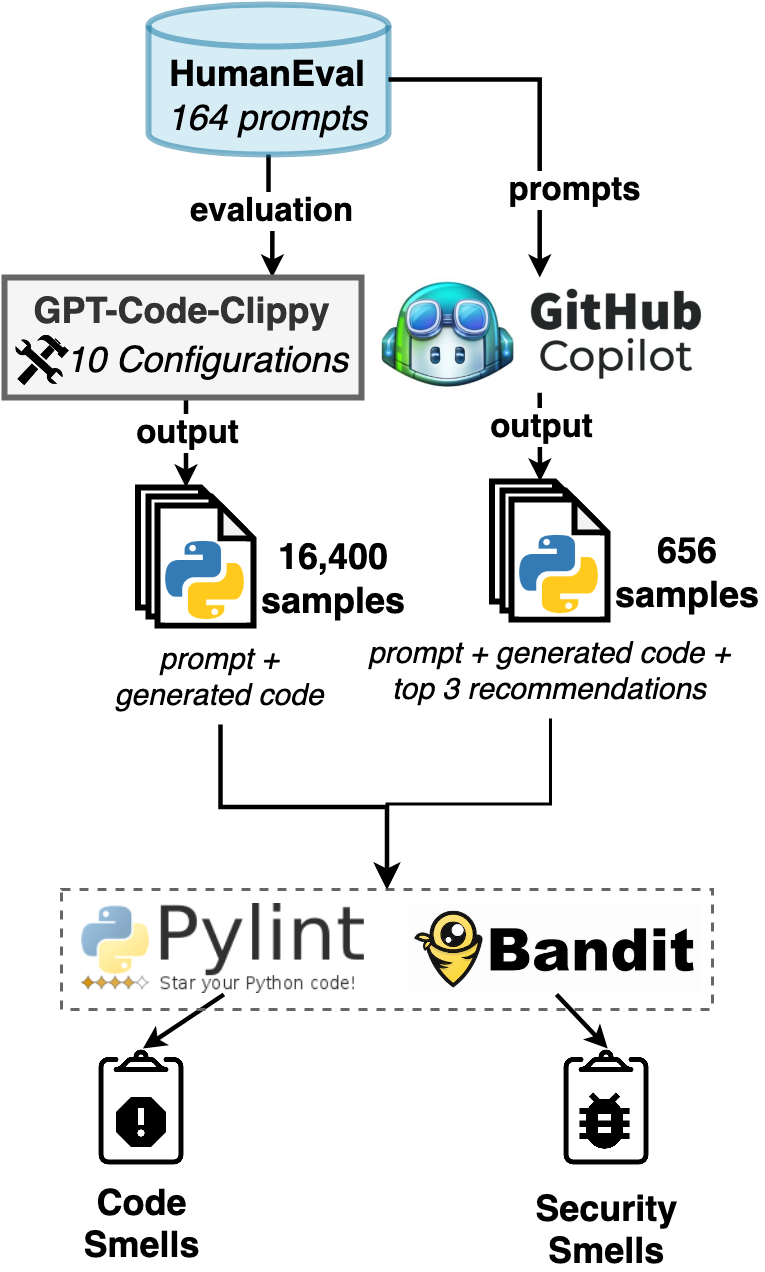 HumanEval
164 prompts
evaluation
prompts
GPT-Code-Clippy
10 Configurations
GitHub
Copilot
output
output
16,400
samples
656
samples
prompt +
generated code
prompt + generated code +
top 3 recommendations
Pylint
Star your Python code!
Bandit
Code
Smells
Security
Smells